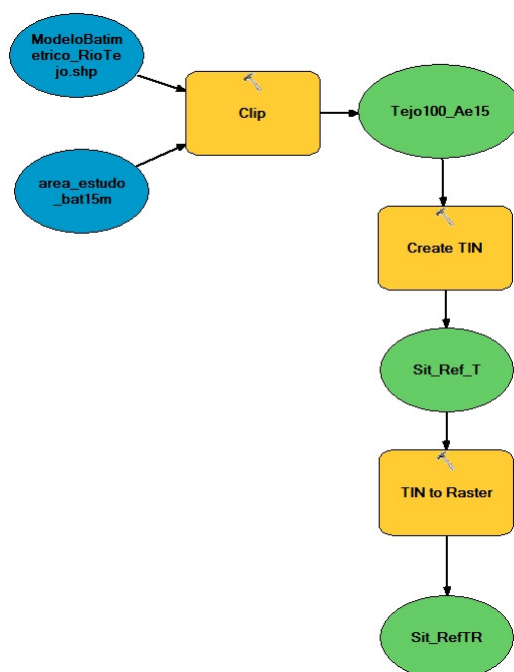 ModeloBatim
etrico_RioTe
jo.shp
Clip
Tejo100_Ae15
area_estudo
_bat15m
Create TIN
Sit_Ref_T
TIN to Raster
Sit_RefTR